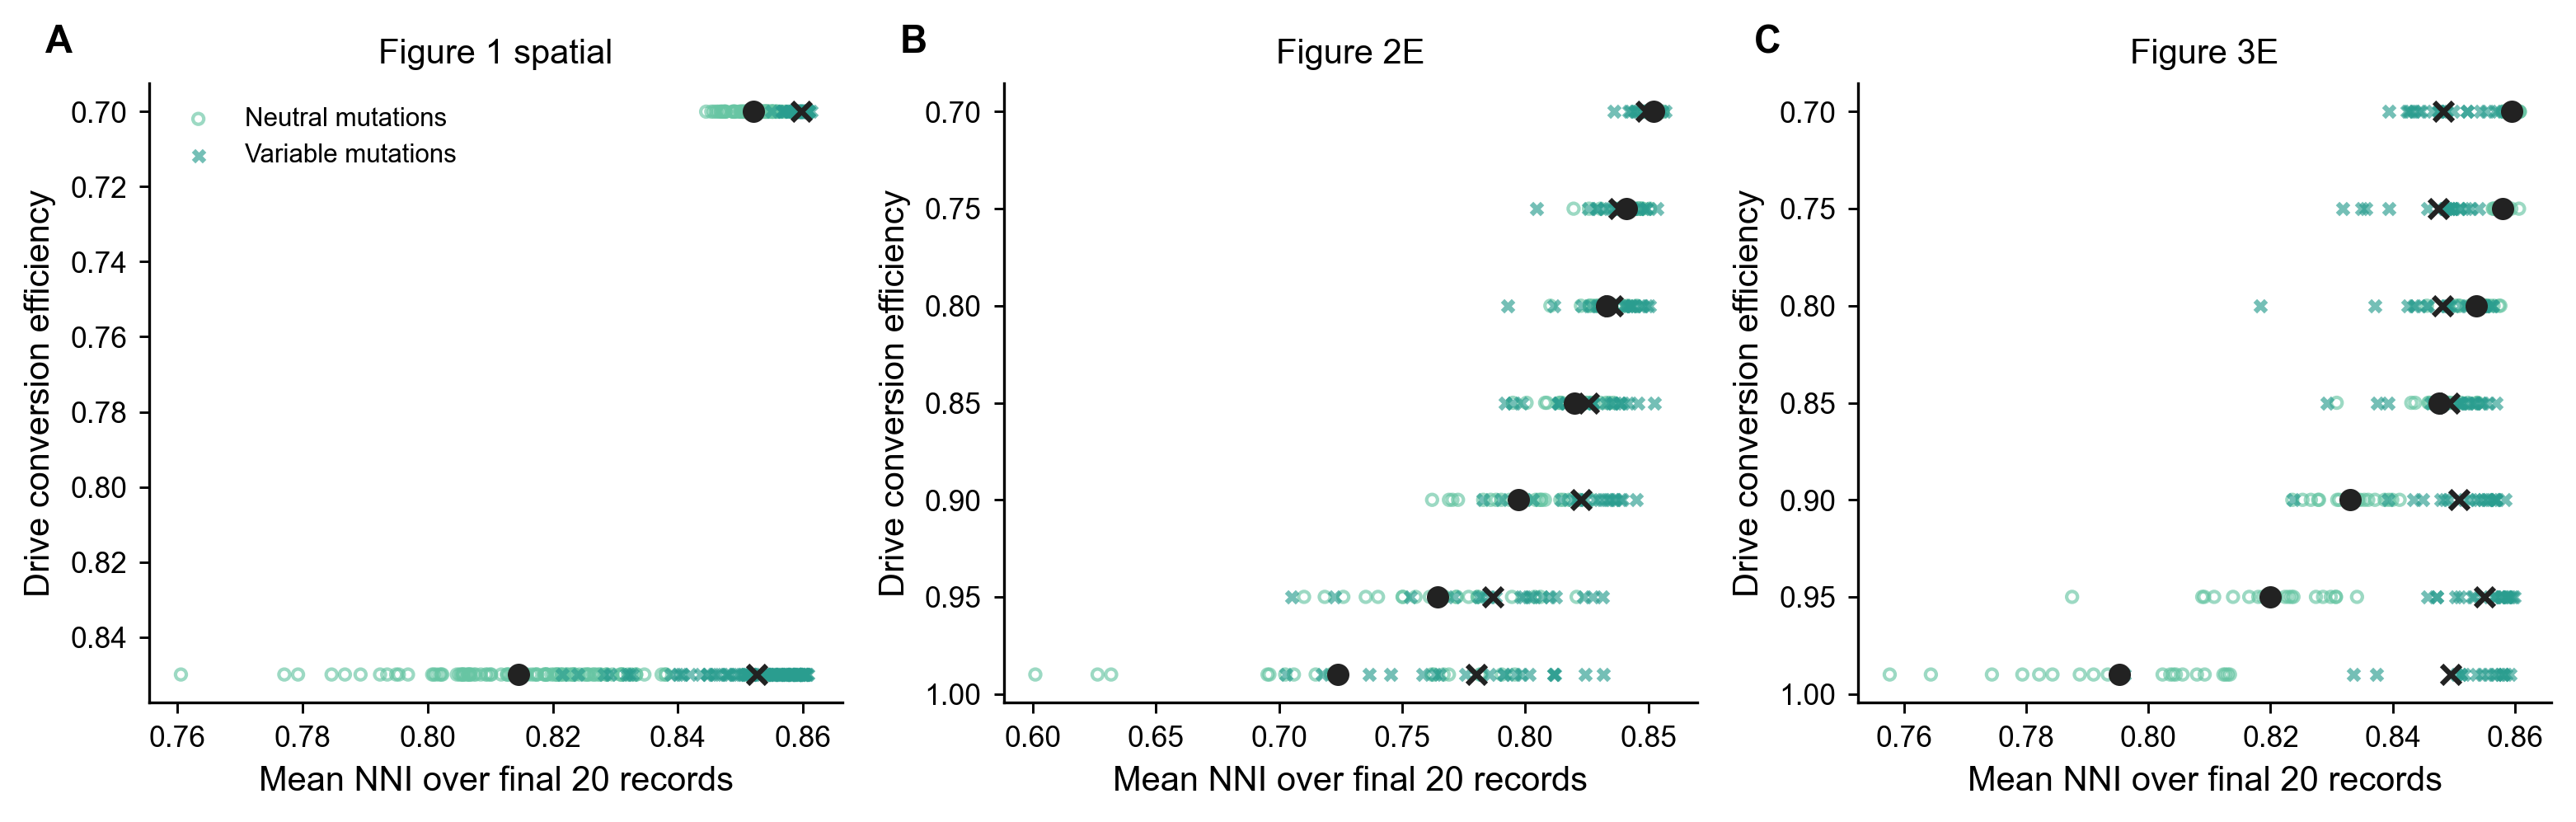 A
Figure 1 spatial
Neutral mutations
Variable mutations
Drive conversion efficiency
0.70
0.72
0.74
0.76
0.78
0.80
0.82
0.84
0.76 0.78 0.80 0.82 0.84 0.86
Mean NNI over final 20 records
B
Figure 2E
Drive conversion efficiency
0.70
0.75
0.80
0.85
0.90
0.95
1.00
0.60 0.65 0.70 0.75 0.80 0.85
Mean NNI over final 20 records
C
Figure 3E
Drive conversion efficiency
0.70
0.75
0.80
0.85
0.90
0.95
1.00
0.76 0.78 0.80 0.82 0.84 0.86
Mean NNI over final 20 records